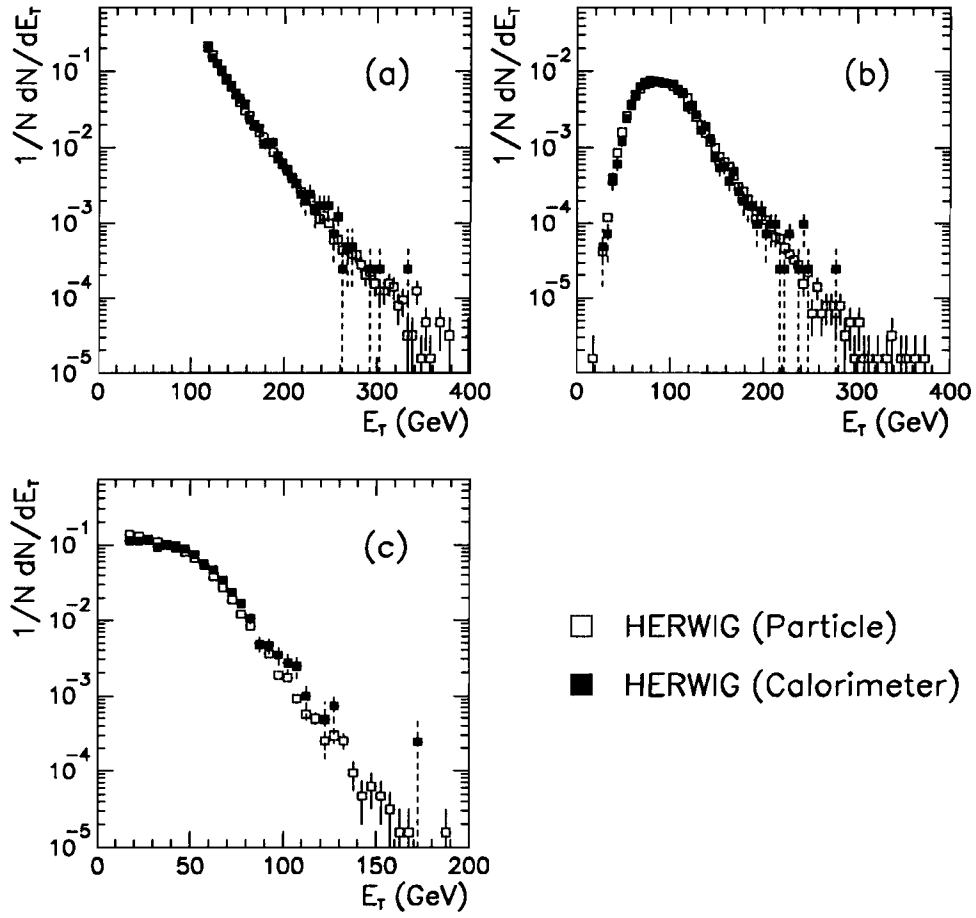 1/N dN/dE_T
10^-1
10^-2
10^-3
10^-4
10^-5
0 100 200 300 400
E_T (GeV)
(a)
1/N dN/dE_T
10^-2
10^-3
10^-4
10^-5
0 100 200 300 400
E_T (GeV)
(b)
1/N dN/dE_T
10^-1
10^-2
10^-3
10^-4
10^-5
0 50 100 150 200
E_T (GeV)
(c)
HERWIG (Particle)
HERWIG (Calorimeter)